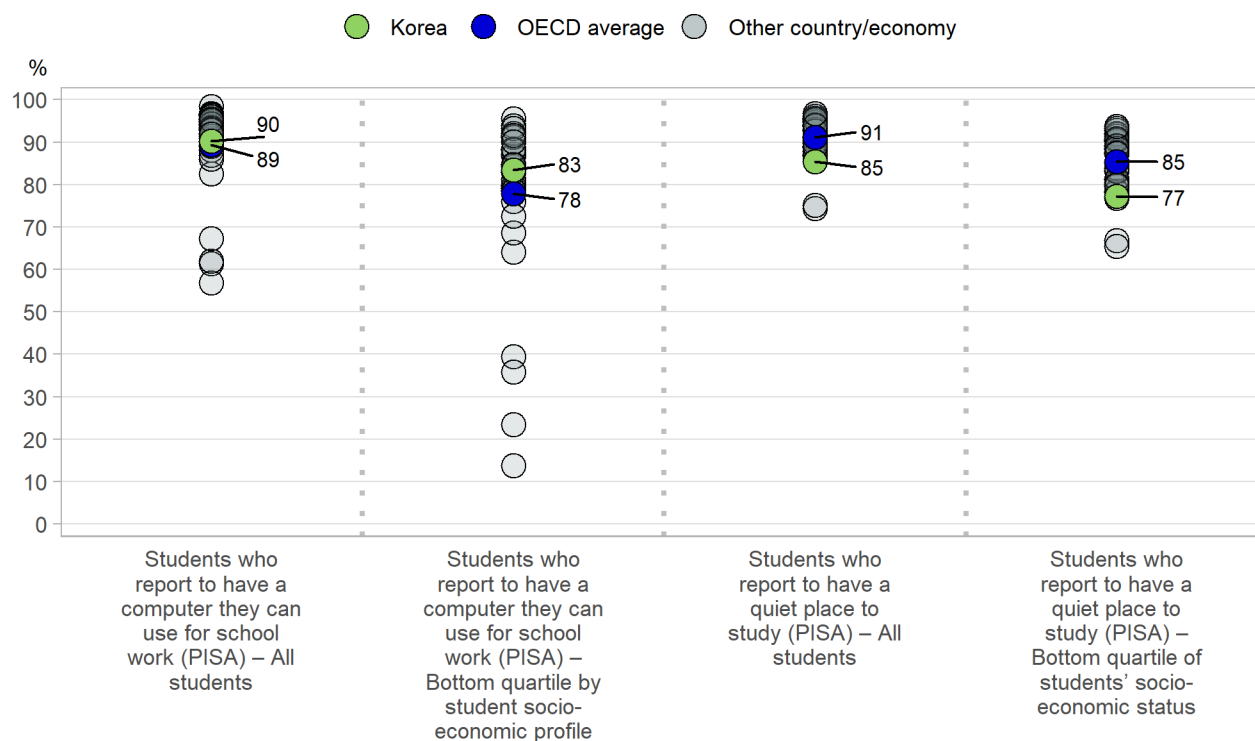 Korea OECD average Other country/economy
%
100
90
80
70
60
50
40
30
20
10
0
90
89
83
78
91
85
85
77
Students who
report to have a
computer they can
use for school
work (PISA) – All
students
Students who
report to have a
computer they can
use for school
work (PISA) –
Bottom quartile by
student socio-
economic profile
Students who
report to have a
quiet place to
study (PISA) – All
students
Students who
report to have a
quiet place to
study (PISA) –
Bottom quartile of
students’ socio-
economic status